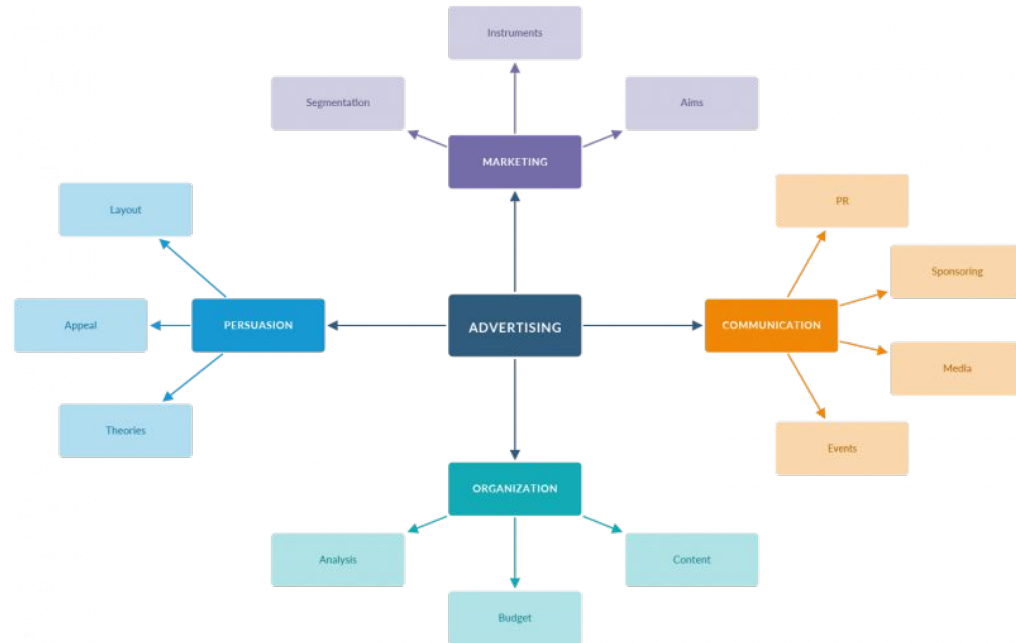 Instruments
Segmentation
Aims
MARKETING
PR
Layout
Sponsoring
Appeal
PERSUASION
ADVERTISING
COMMUNICATION
Media
Theories
Events
ORGANIZATION
Analysis
Content
Budget